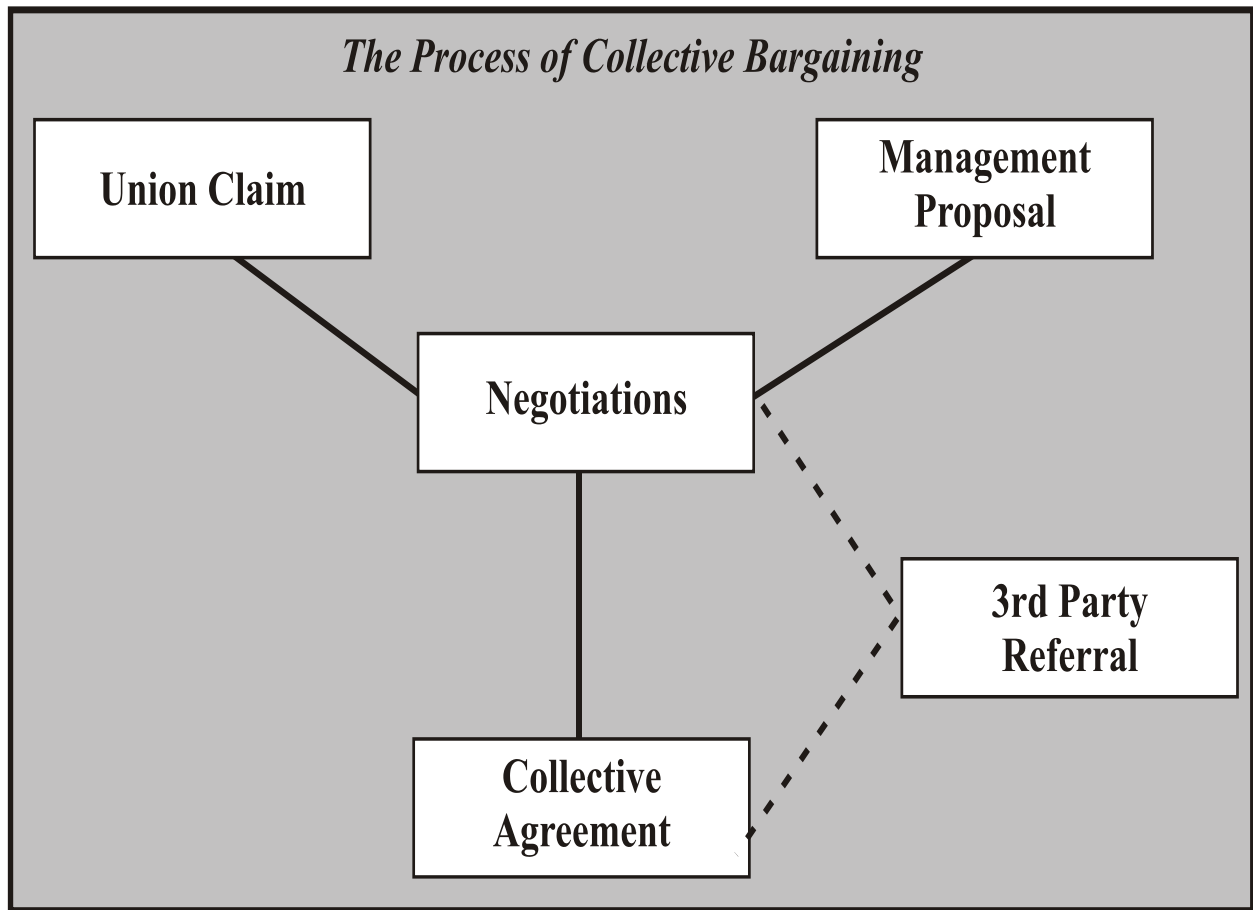 The Process of Collective Bargaining
Union Claim
Management
Proposal
Negotiations
3rd Party
Referral
Collective
Agreement